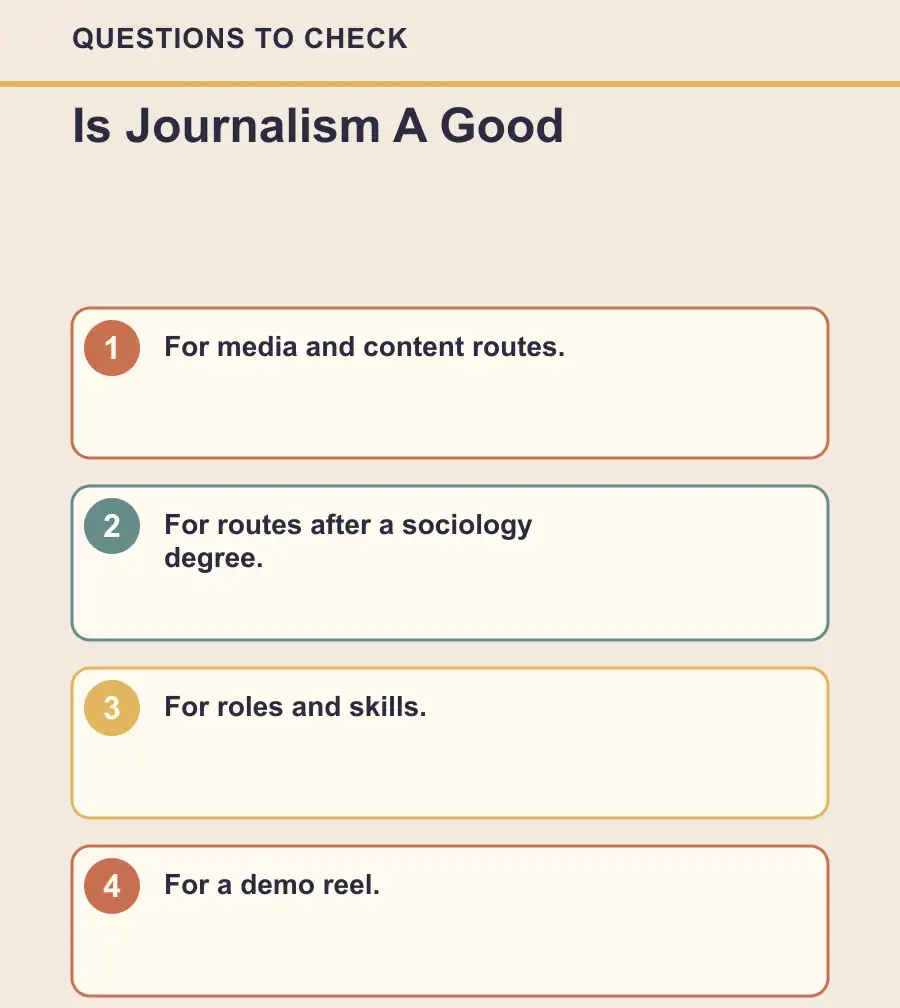 QUESTIONS TO CHECK
Is Journalism A Good
1
For media and content routes.
2
For routes after a sociology
degree.
3
For roles and skills.
4
For a demo reel.